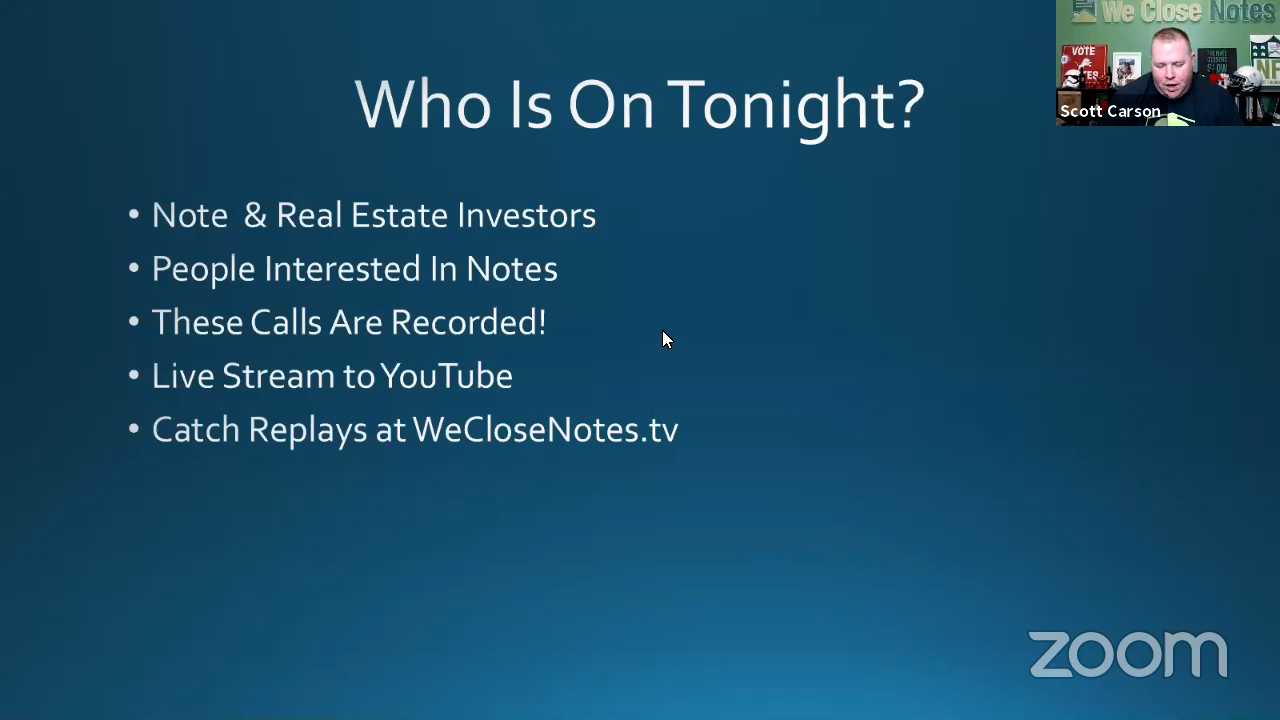 We Close Notes
VOTE
Scott Carson
Who Is On Tonight?
• Note & Real Estate Investors
• People Interested In Notes
• These Calls Are Recorded!
• Live Stream to YouTube
• Catch Replays at WeCloseNotes.tv
zoom